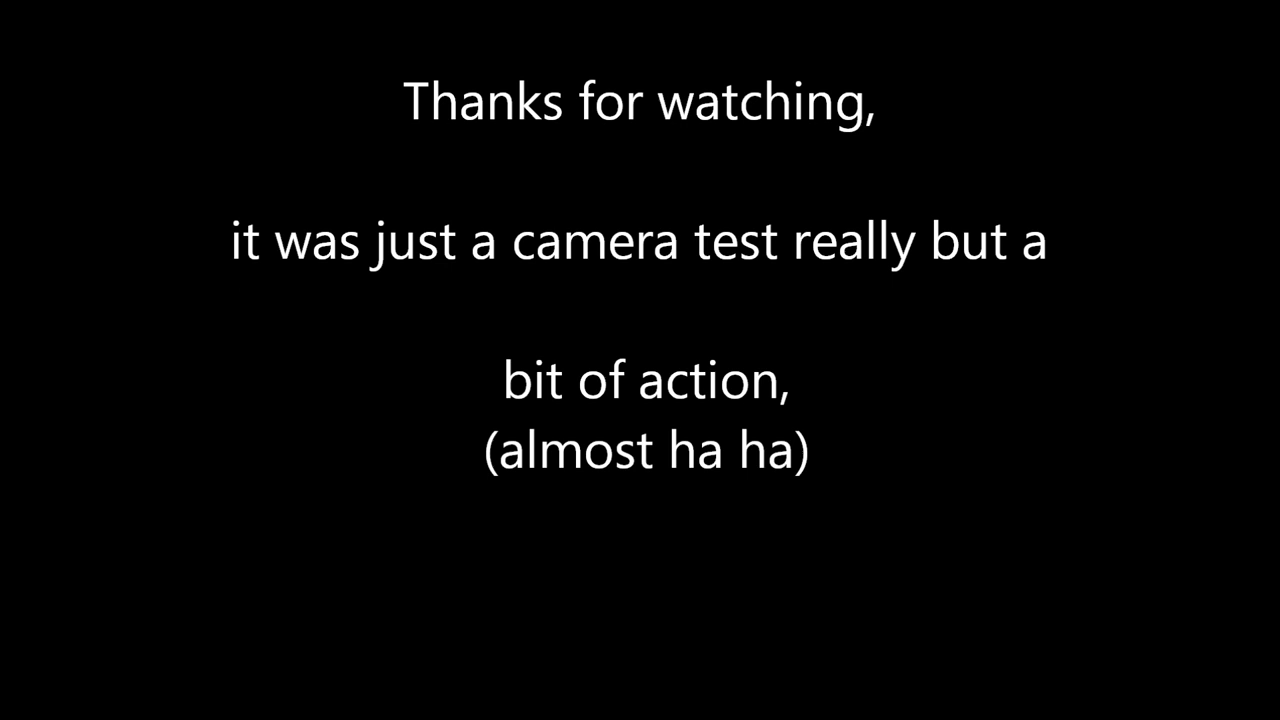 Thanks for watching,
it was just a camera test really but a
bit of action,
(almost ha ha)